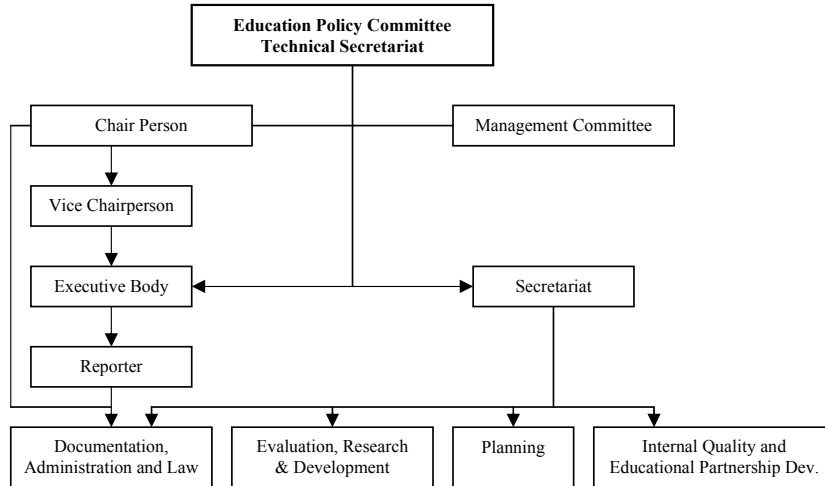 Education Policy Committee
Technical Secretariat
Chair Person
Management Committee
Vice Chairperson
Executive Body
Secretariat
Reporter
Documentation,
Administration and Law
Evaluation, Research
& Development
Planning
Internal Quality and
Educational Partnership Dev.